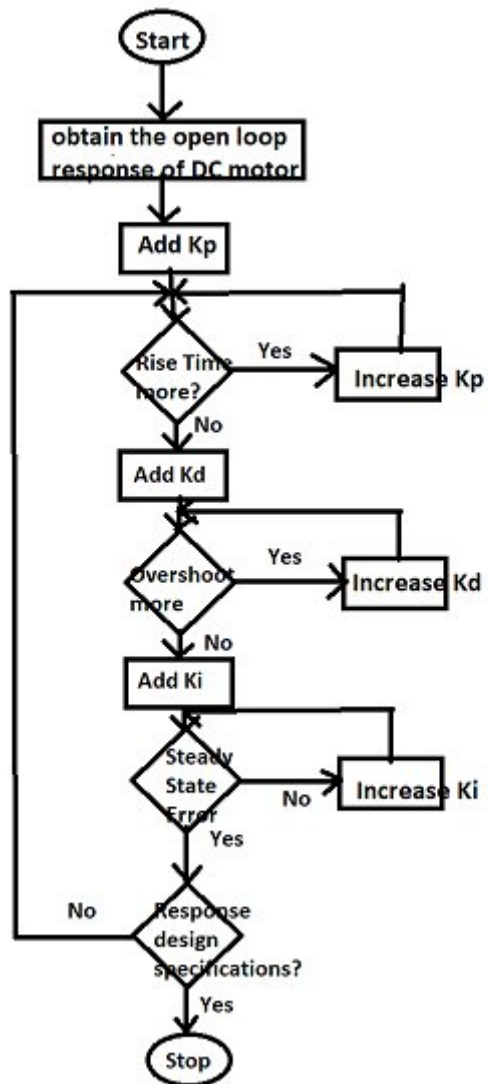 Start
obtain the open loop
response of DC motor
Add Kp
Rise Time
more?
Yes
Increase Kp
No
Add Kd
Overshoot
more
Yes
Increase Kd
No
Add Ki
Steady
State
Error
No
Increase Ki
Yes
No
Response
design
specifications?
Yes
Stop